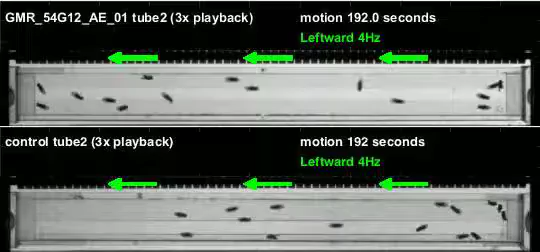 GMR_54G12_AE_01 tube2 (3x playback)
motion 192.0 seconds
Leftward 4Hz
control tube2 (3x playback)
motion 192 seconds
Leftward 4Hz